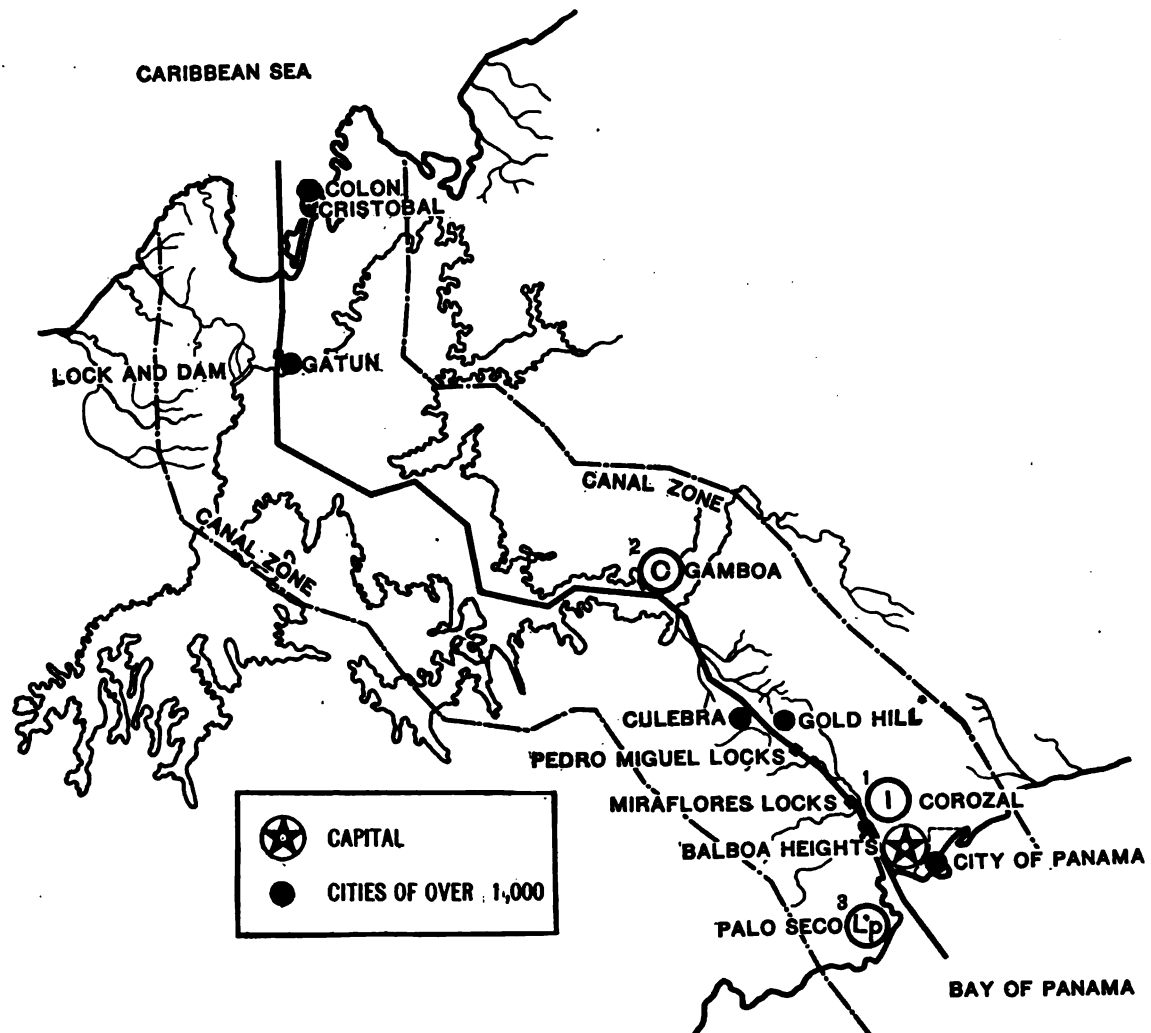 CARIBBEAN SEA
COLON
CRISTOBAL
LOCK AND DAM
GATUN
CANAL ZONE
CANAL ZONE
2
C
GAMBOA
CULEBRA
GOLD HILL
PEDRO MIGUEL LOCKS
1
MIRAFLORES LOCKS
I
COROZAL
BALBOA HEIGHTS
CITY OF PANAMA
3
PALO SECO
L'p
BAY OF PANAMA
CAPITAL
CITIES OF OVER 1,000